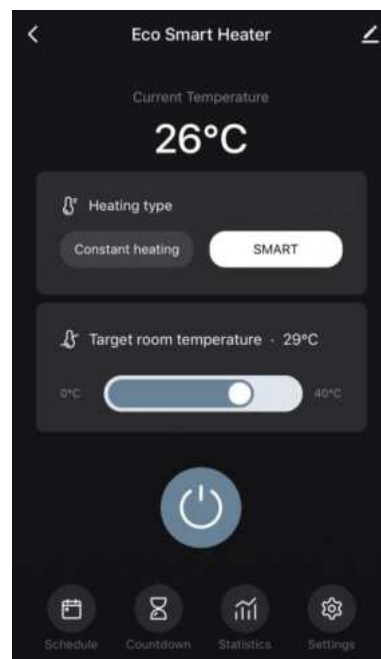 Eco Smart Heater
Current Temperature
26°C
Heating type
Constant heating SMART
Target room temperature · 29°C
0°C 40°C
Schedule Countdown Statistics Settings